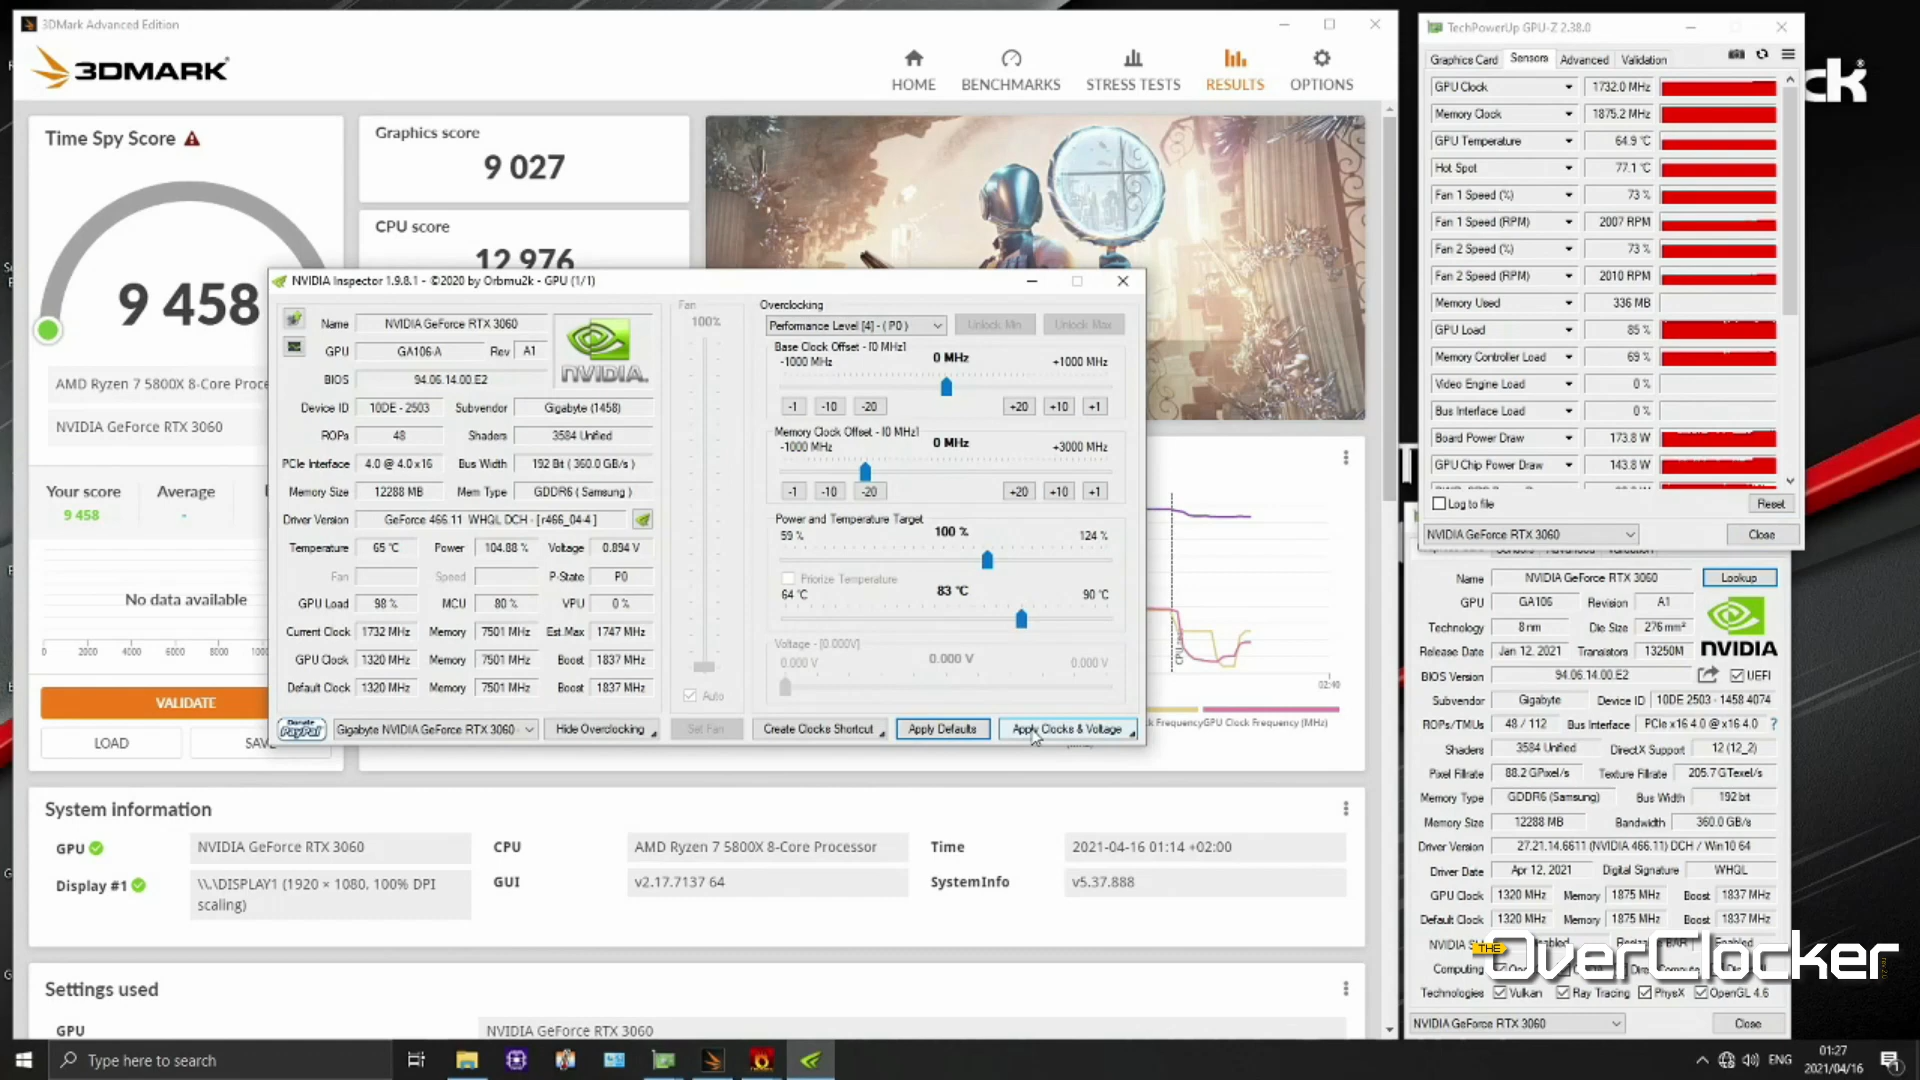 3DMark Advanced Edition
3DMARK
HOME
BENCHMARKS
STRESS TESTS
RESULTS
OPTIONS
Time Spy Score
9 458
AMD Ryzen 7 5800X 8-Core Proce
NVIDIA GeForce RTX 3060
Your score
Average
9 458
-
No data available
0 2000 4000 6000 8000
VALIDATE
LOAD
Graphics score
9 027
CPU score
12 976
NVIDIA Inspector 1.9.8.1 - ©2020 by Orbmu2k - GPU (1/1)
Name NVIDIA GeForce RTX 3060
GPU GA106-A Rev A1
BIOS 94.06.14.00.E2
NVIDIA.
Device ID 10DE - 2503 Subvendor Gigabyte (1458)
ROPs 48 Shaders 3584 Unified
PCIe Interface 4.0 @ 4.0 x16 Bus Width 192 Bit ( 360.0 GB/s )
Memory Size 12288 MB Mem Type GDDR6 ( Samsung )
Driver Version GeForce 466.11 WHQL DCH - [ r466_04-4 ]
Temperature 65 °C Power 104.88 % Voltage 0.894 V
Fan Speed P-State P0
GPU Load 98 % MCU 80 % VPU 0 %
Current Clock 1732 MHz Memory 7501 MHz Est.Max 1747 MHz
GPU Clock 1320 MHz Memory 7501 MHz Boost 1837 MHz
Default Clock 1320 MHz Memory 7501 MHz Boost 1837 MHz
Donate PayPal
Gigabyte NVIDIA GeForce RTX 3060
Hide Overclocking
Fan
100%
Auto
Set Fan
Overclocking
Performance Level [4] - ( P0 )
Unlock Min
Unlock Max
Base Clock Offset - [0 MHz]
-1000 MHz 0 MHz +1000 MHz
-1 -10 -20 +20 +10 +1
Memory Clock Offset - [0 MHz]
-1000 MHz 0 MHz +3000 MHz
-1 -10 -20 +20 +10 +1
Power and Temperature Target
59 % 100 % 124 %
Priorize Temperature
64 °C 83 °C 90 °C
Voltage - [0.000V]
0.000 V 0.000 V 0.000 V
Create Clocks Shortcut
Apply Defaults
Apply Clocks & Voltage
02:40
GPU Clock Frequency (MHz)
System information
GPU NVIDIA GeForce RTX 3060
CPU AMD Ryzen 7 5800X 8-Core Processor
Time 2021-04-16 01:14 +02:00
Display #1 \\.\DISPLAY1 (1920 × 1080, 100% DPI
scaling)
GUI v2.17.7137 64
SystemInfo v5.37.888
Settings used
GPU NVIDIA GeForce RTX 3060
TechPowerUp GPU-Z 2.38.0
Graphics Card Sensors Advanced Validation
GPU Clock 1732.0 MHz
Memory Clock 1875.2 MHz
GPU Temperature 64.9 °C
Hot Spot 77.1 °C
Fan 1 Speed (%) 73 %
Fan 1 Speed (RPM) 2007 RPM
Fan 2 Speed (%) 73 %
Fan 2 Speed (RPM) 2010 RPM
Memory Used 336 MB
GPU Load 85 %
Memory Controller Load 69 %
Video Engine Load 0 %
Bus Interface Load 0 %
Board Power Draw 173.8 W
GPU Chip Power Draw 143.8 W
Log to file
Reset
NVIDIA GeForce RTX 3060
Close
Name NVIDIA GeForce RTX 3060 Lookup
GPU GA106 Revision A1
Technology 8 nm Die Size 276 mm²
Release Date Jan 12, 2021 Transistors 13250M
NVIDIA
BIOS Version 94.06.14.00.E2 UEFI
Subvendor Gigabyte Device ID 10DE 2503 - 1458 4074
ROPs/TMUs 48 / 112 Bus Interface PCIe x16 4.0 @ x16 4.0 ?
Shaders 3584 Unified DirectX Support 12 (12_2)
Pixel Fillrate 88.2 GPixel/s Texture Fillrate 205.7 GTexel/s
Memory Type GDDR6 (Samsung) Bus Width 192 bit
Memory Size 12288 MB Bandwidth 360.0 GB/s
Driver Version 27.21.14.6611 (NVIDIA 466.11) DCH / Win10 64
Driver Date Apr 12, 2021 Digital Signature WHQL
GPU Clock 1320 MHz Memory 1875 MHz Boost 1837 MHz
Default Clock 1320 MHz Memory 1875 MHz Boost 1837 MHz
THE OverClocker
Computing
Technologies Vulkan Ray Tracing PhysX OpenGL 4.6
NVIDIA GeForce RTX 3060
Close
Type here to search
ENG
01:27
2021/04/16